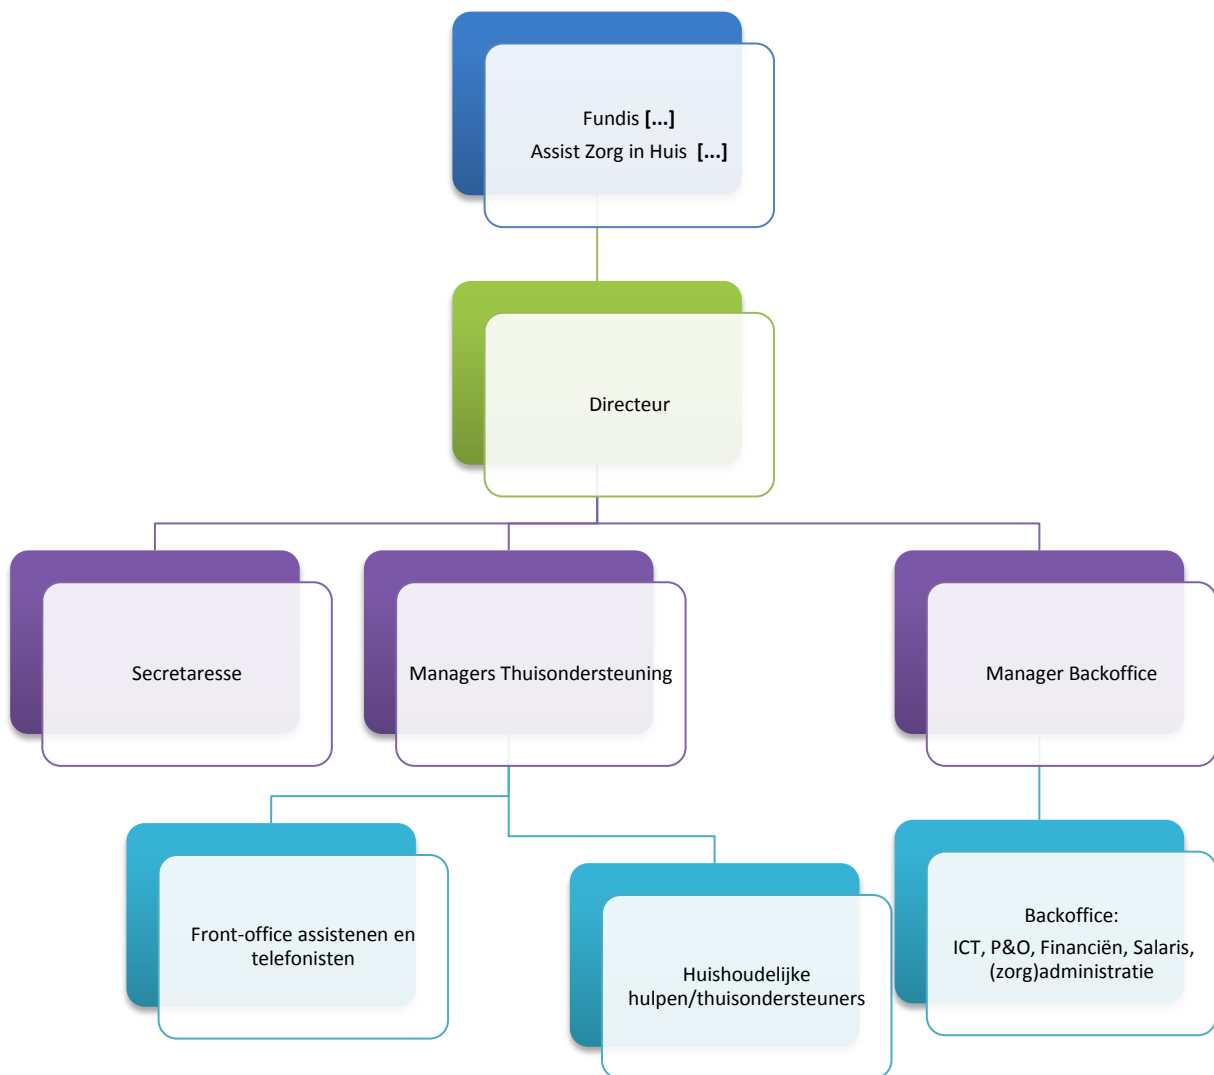 Fundis [...]
Assist Zorg in Huis [...]
Directeur
Secretaresse
Managers Thuisondersteuning
Manager Backoffice
Front-office assistenen en
telefonisten
Huishoudelijke
hulpen/thuisondersteuners
Backoffice:
ICT, P&O, Financiën, Salaris,
(zorg)administratie